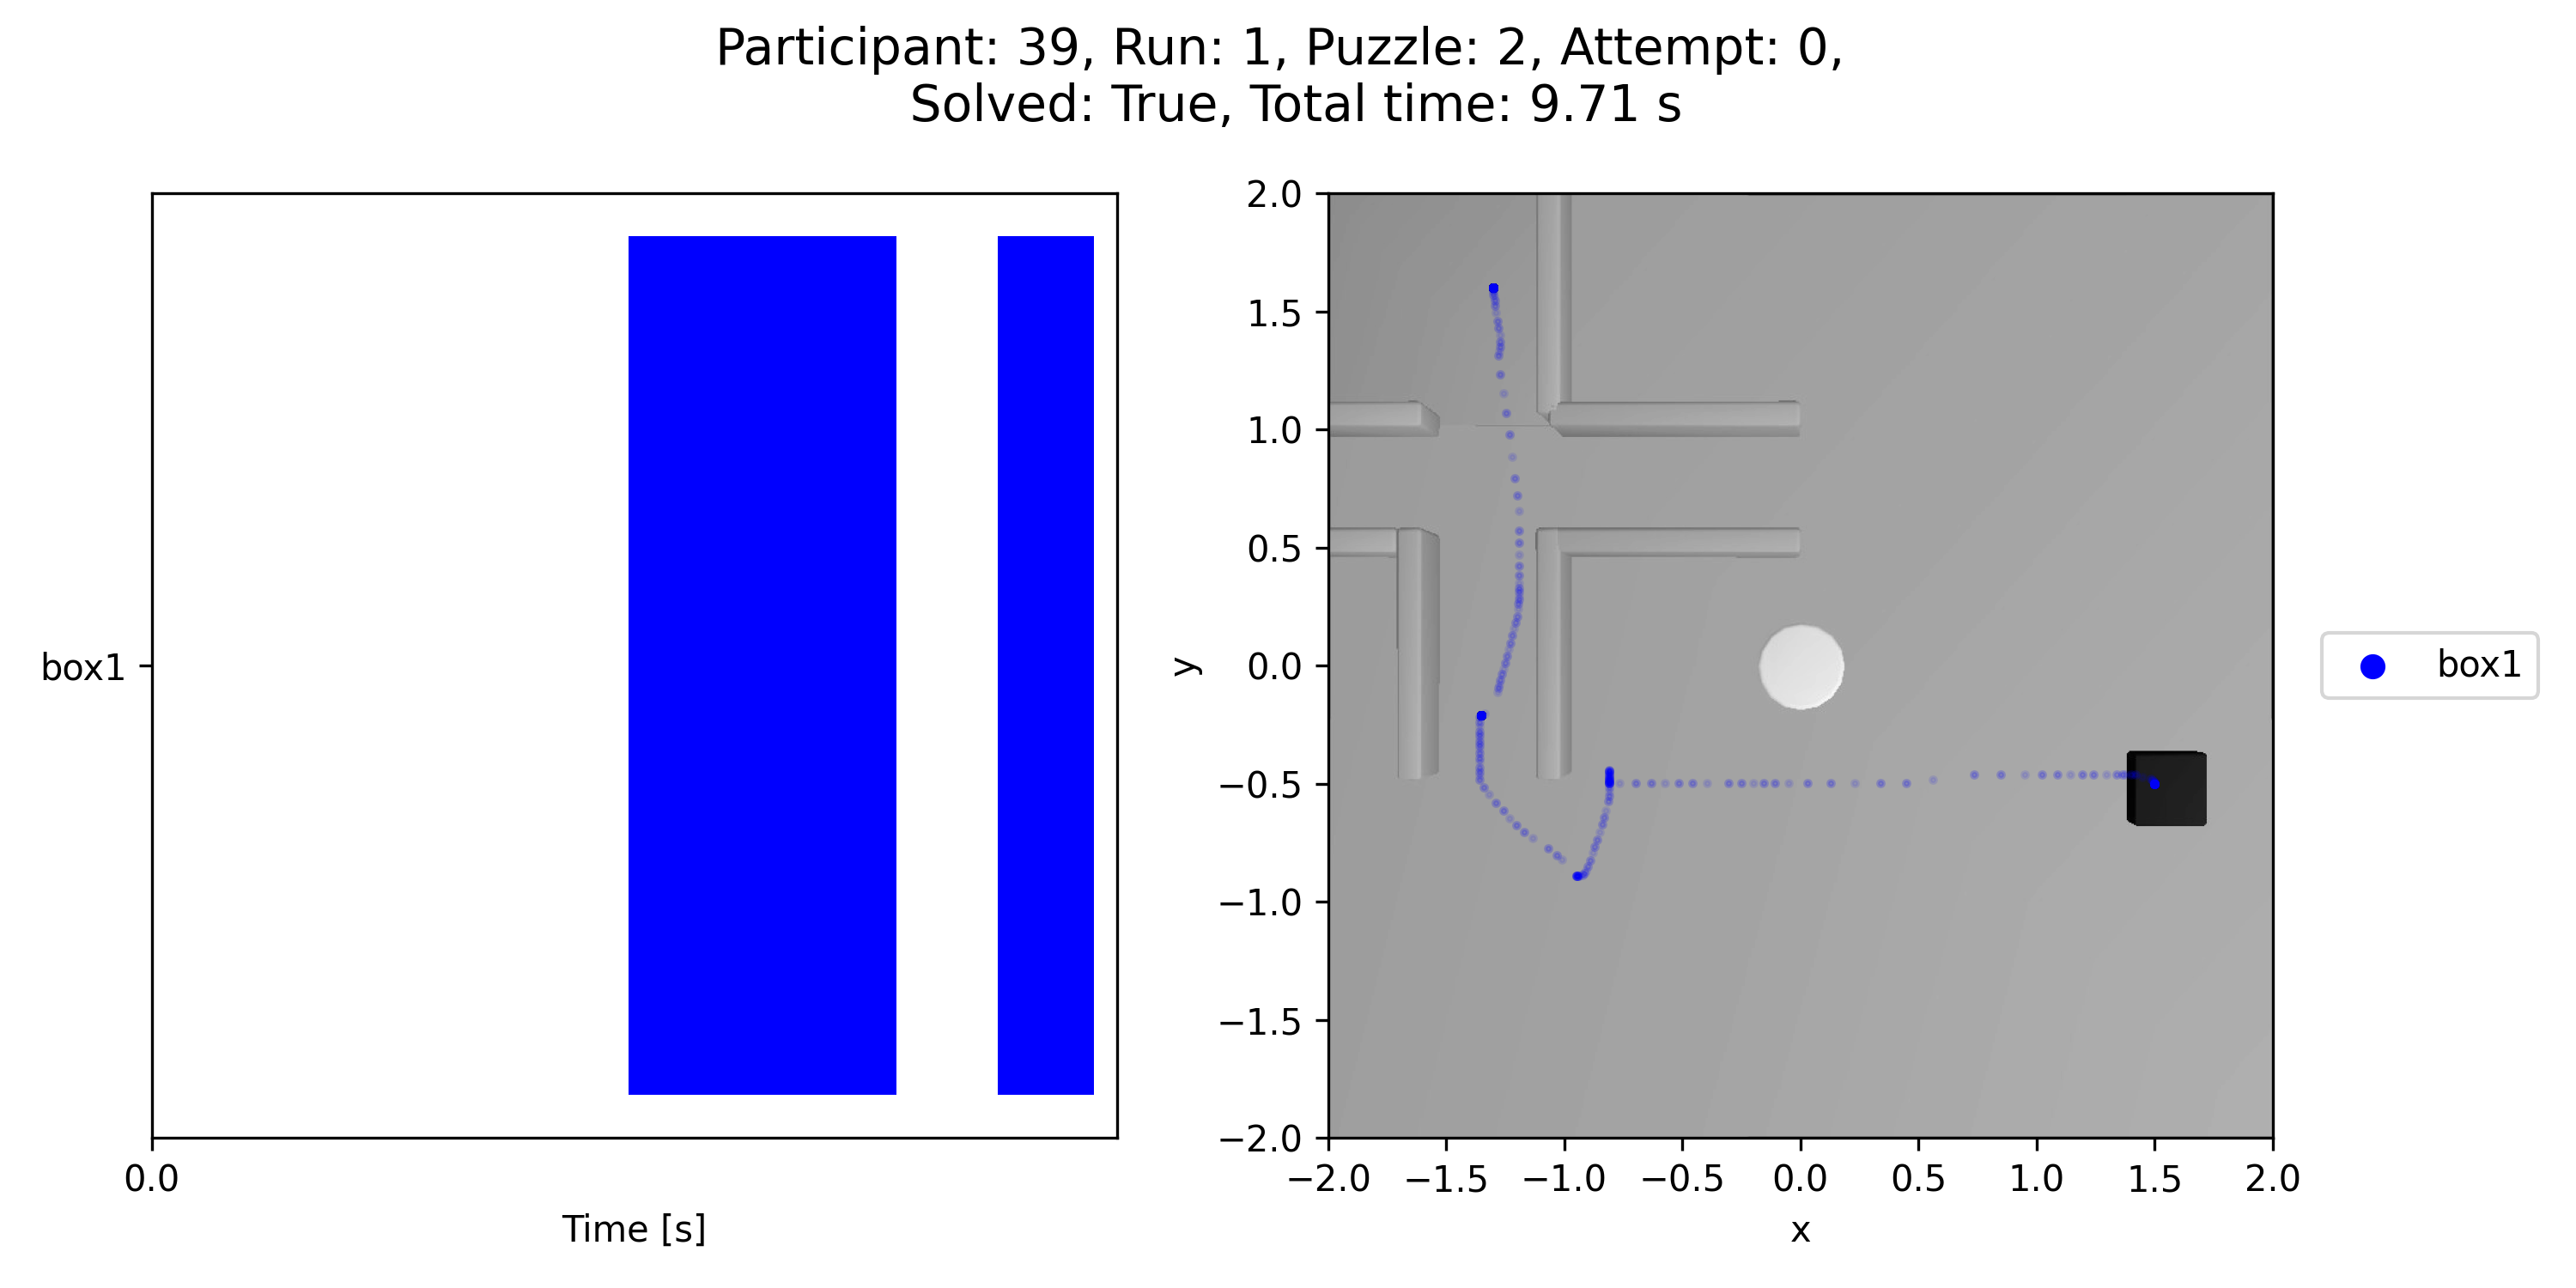 Participant: 39, Run: 1, Puzzle: 2, Attempt: 0,
Solved: True, Total time: 9.71 s
box1
0.0
Time [s]
2.0
1.5
1.0
0.5
0.0
−0.5
−1.0
−1.5
−2.0
y
−2.0 −1.5 −1.0 −0.5 0.0 0.5 1.0 1.5 2.0
x
box1